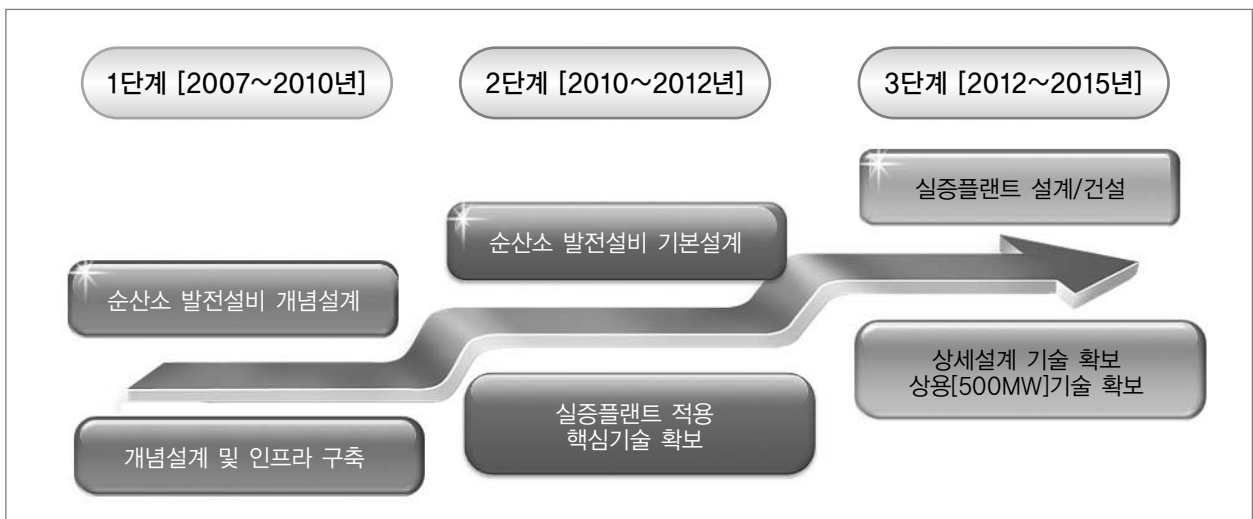 1단계 [2007~2010년]
2단계 [2010~2012년]
3단계 [2012~2015년]
실증플랜트 설계/건설
순산소 발전설비 기본설계
순산소 발전설비 개념설계
상세설계 기술 확보
상용[500MW]기술 확보
실증플랜트 적용
핵심기술 확보
개념설계 및 인프라 구축